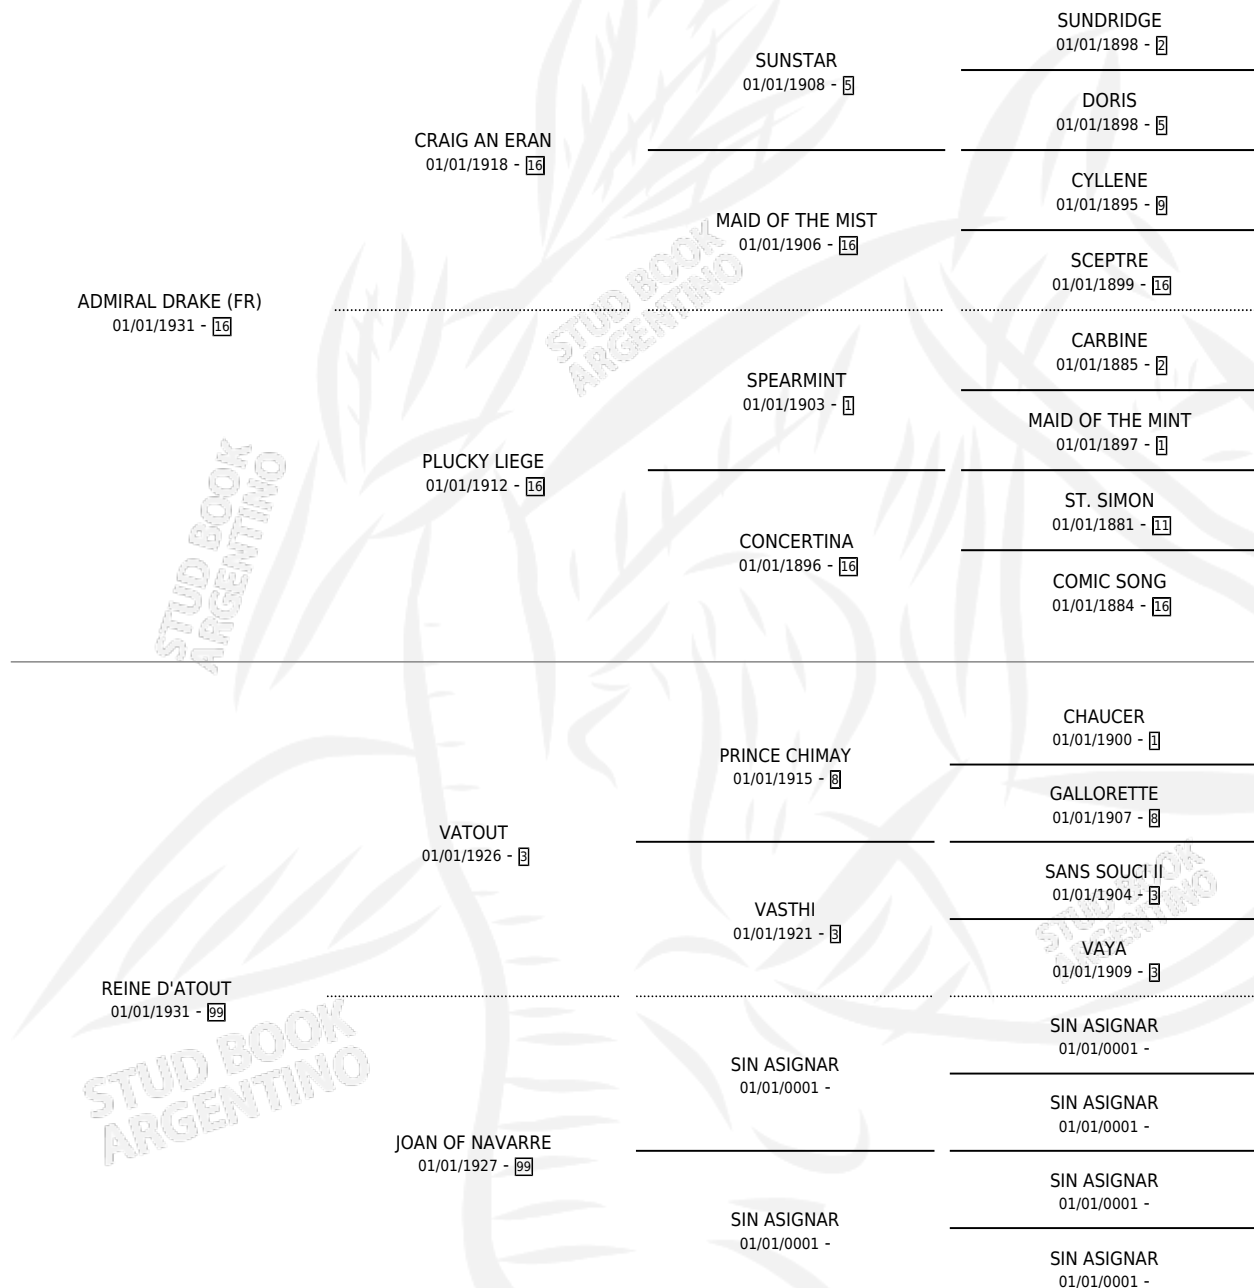 SUNDRIDGE
01/01/1898 - 2
SUNSTAR
01/01/1908 - 5
DORIS
01/01/1898 - 5
CRAIG AN ERAN
01/01/1918 - 16
CYLLENE
01/01/1895 - 9
MAID OF THE MIST
01/01/1906 - 16
SCEPTRE
01/01/1899 - 16
ADMIRAL DRAKE (FR)
01/01/1931 - 16
CARBINE
01/01/1885 - 2
SPEARMINT
01/01/1903 - 1
MAID OF THE MINT
01/01/1897 - 1
PLUCKY LIEGE
01/01/1912 - 16
ST. SIMON
01/01/1881 - 11
CONCERTINA
01/01/1896 - 16
COMIC SONG
01/01/1884 - 16
CHAUCER
01/01/1900 - 1
PRINCE CHIMAY
01/01/1915 - 8
GALLORETTE
01/01/1907 - 8
VATOUT
01/01/1926 - 3
SANS SOUCI II
01/01/1904 - 3
VASTHI
01/01/1921 - 3
VAYA
01/01/1909 - 3
REINE D'ATOUT
01/01/1931 - 99
SIN ASIGNAR
01/01/0001 -
SIN ASIGNAR
01/01/0001 -
SIN ASIGNAR
01/01/0001 -
JOAN OF NAVARRE
01/01/1927 - 99
SIN ASIGNAR
01/01/0001 -
SIN ASIGNAR
01/01/0001 -
SIN ASIGNAR
01/01/0001 -
STUD BOOK
ARGENTINO
STUD BOOK
ARGENTINO
STUD BOOK
ARGENTINO
STUD BOOK
ARGENTINO